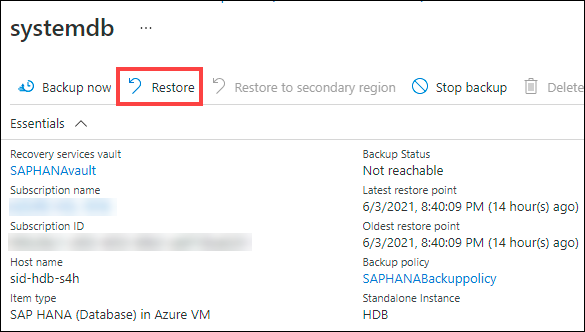 systemdb ...
Backup now Restore Restore to secondary region Stop backup Delete
Essentials
Recovery services vault
SAPHANAvault
Subscription name
Subscription ID
Host name
sid-hdb-s4h
Item type
SAP HANA (Database) in Azure VM
Backup Status
Not reachable
Latest restore point
6/3/2021, 8:40:09 PM (14 hour(s) ago)
Oldest restore point
6/3/2021, 8:40:09 PM (14 hour(s) ago)
Backup policy
SAPHANABackuppolicy
Standalone Instance
HDB